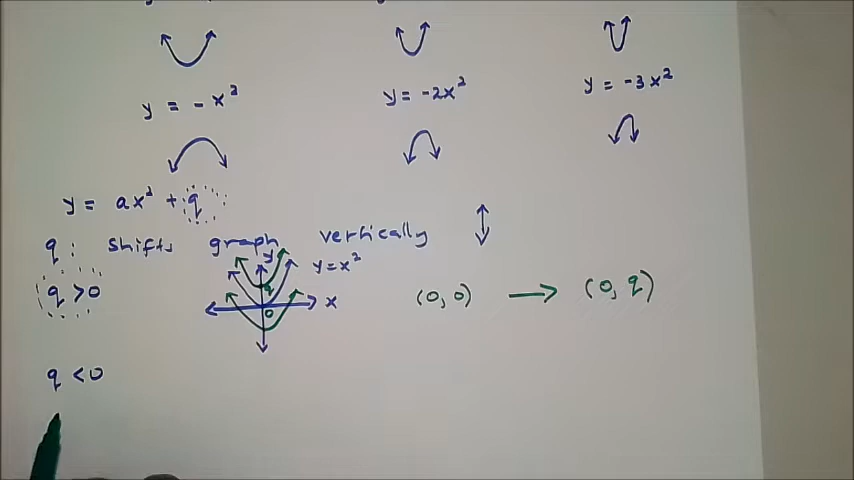 y = -x² y = -2x² y = -3x²
y = ax² + q
q: Shifts graph vertically
q >0
y
y=x²
q
x
0
(0,0) → (0, q)
q <0